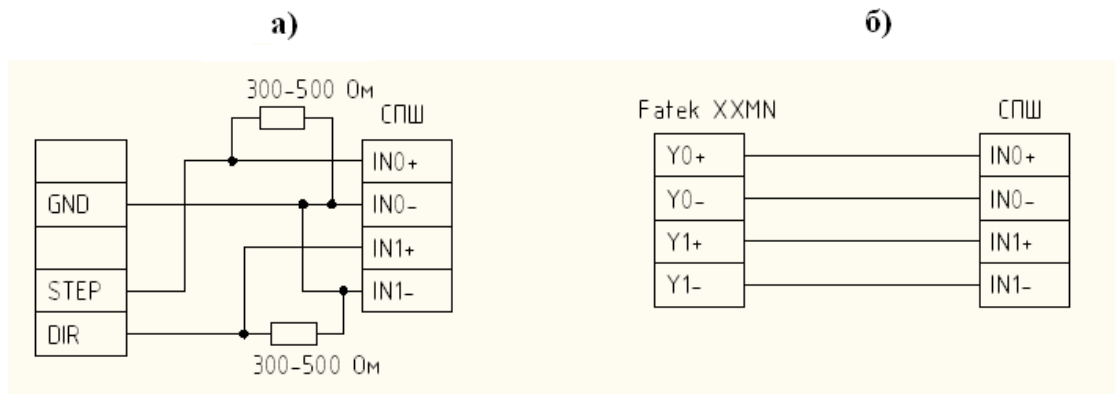 а)
300-500 Ом
СПШ
GND
STEP
DIR
IN0+
IN0-
IN1+
IN1-
300-500 Ом
б)
Fatek XXMN
СПШ
Y0+
Y0-
Y1+
Y1-
IN0+
IN0-
IN1+
IN1-